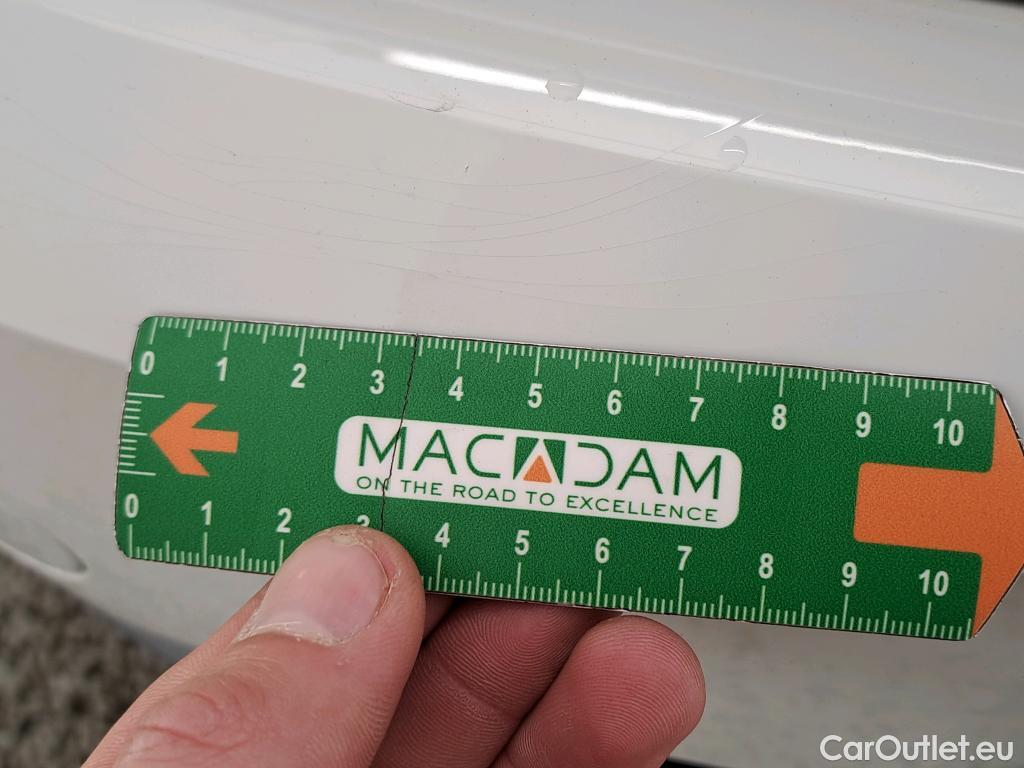 0 1 2 3 4 5 6 7 8 9 10
MACADAM
ON THE ROAD TO EXCELLENCE
0 1 2 3 4 5 6 7 8 9 10
CarOutlet.eu